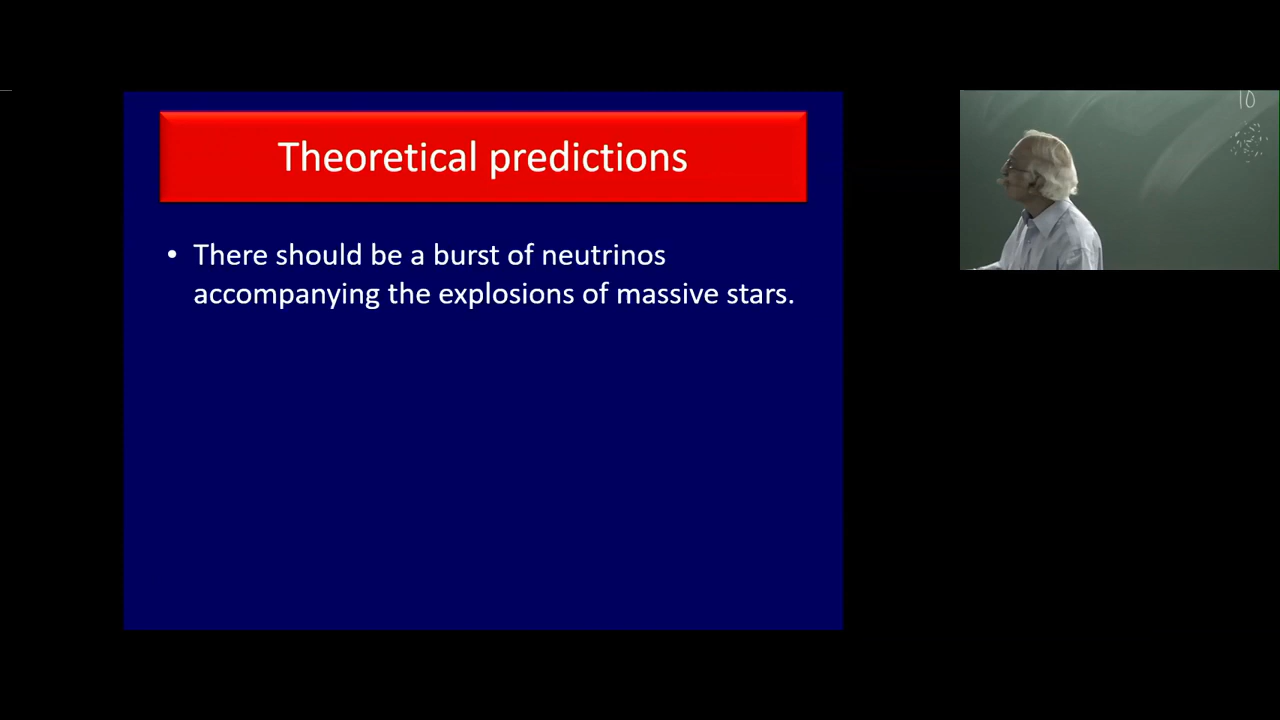 Theoretical predictions
• There should be a burst of neutrinos
accompanying the explosions of massive stars.
10